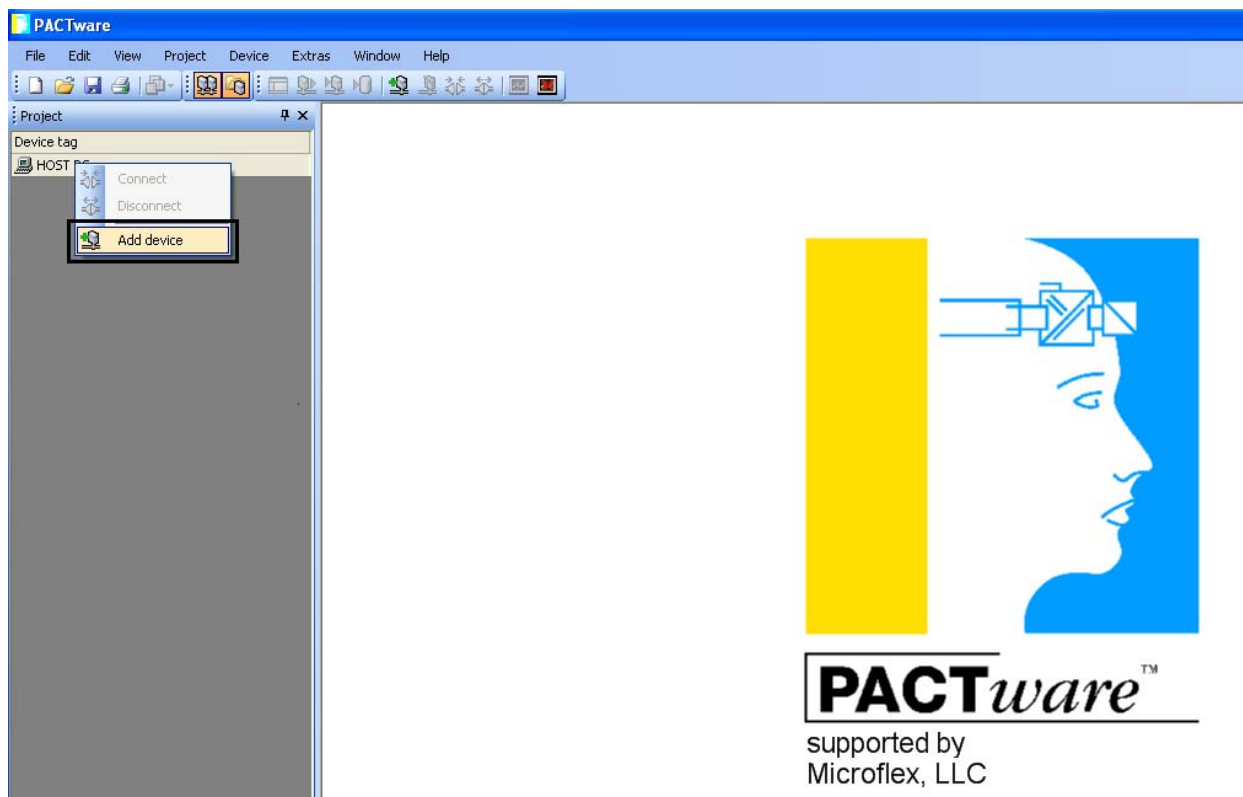 PACTware
File Edit View Project Device Extras Window Help
Project
Device tag
HOST PC
Connect
Disconnect
Add device
PACTware™
supported by
Microflex, LLC